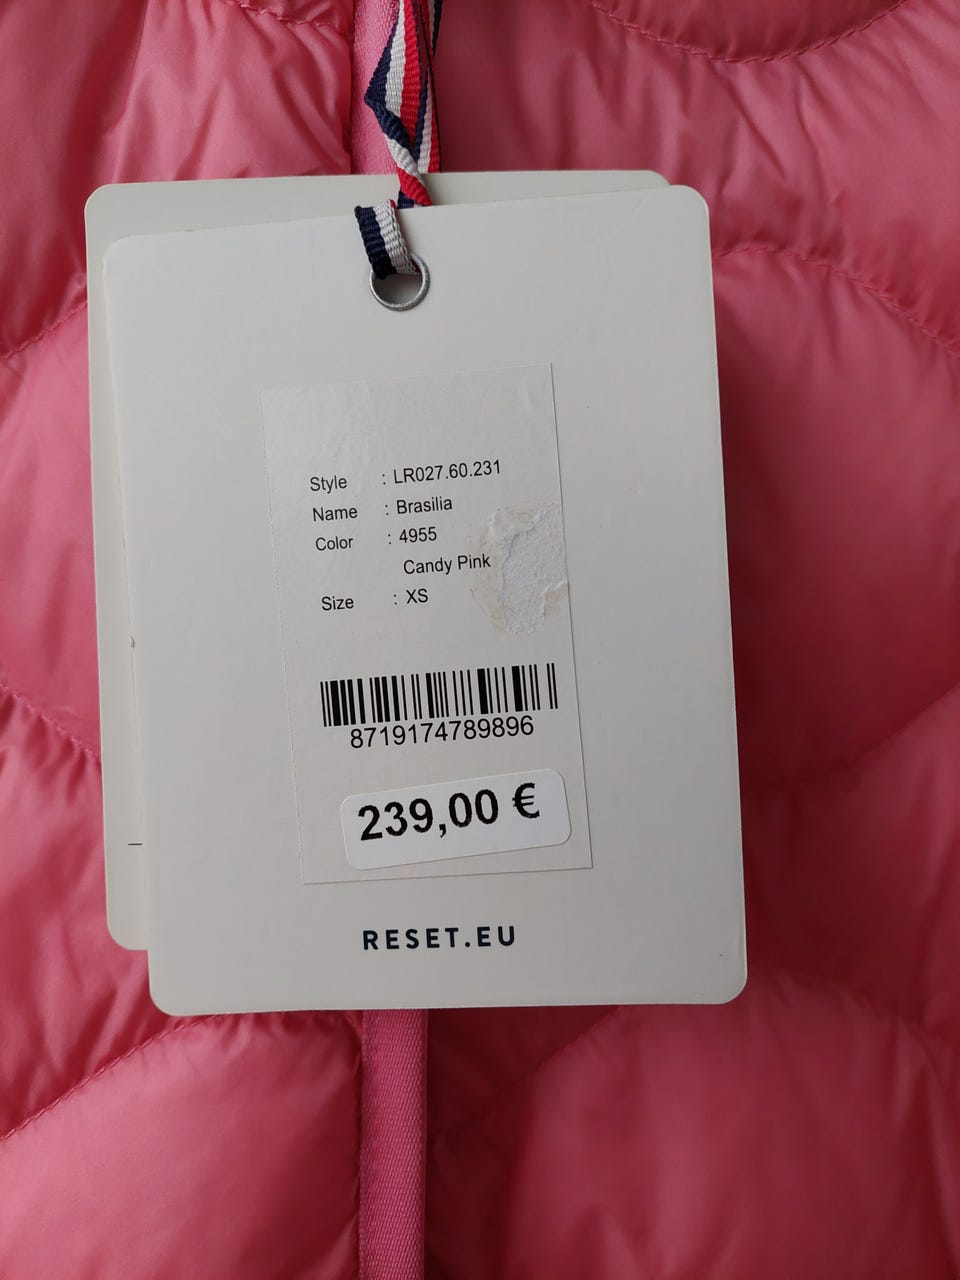 Style : LR027.60.231
Name : Brasilia
Color : 4955
Candy Pink
Size : XS
8719174789896
239,00 €
RESET.EU